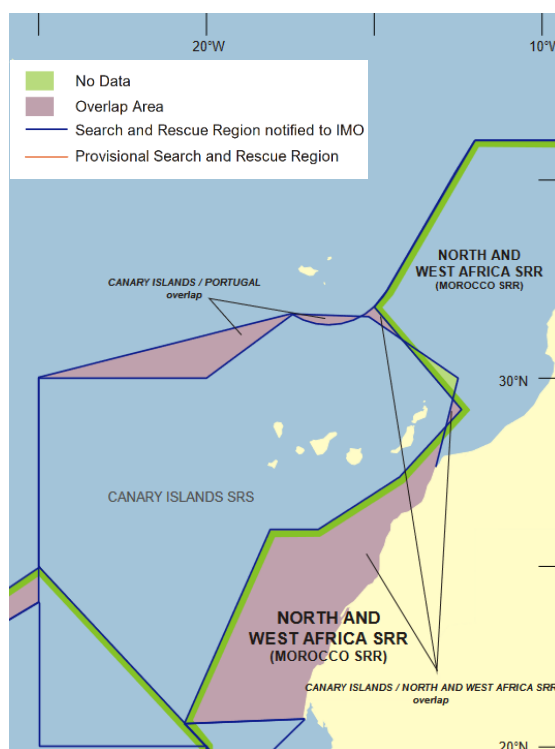 20°W
10°W
No Data
Overlap Area
Search and Rescue Region notified to IMO
Provisional Search and Rescue Region
NORTH AND
WEST AFRICA SRR
(MOROCCO SRR)
CANARY ISLANDS / PORTUGAL
overlap
30°N
CANARY ISLANDS SRS
NORTH AND
WEST AFRICA SRR
(MOROCCO SRR)
CANARY ISLANDS / NORTH AND WEST AFRICA SRR
overlap
20°N